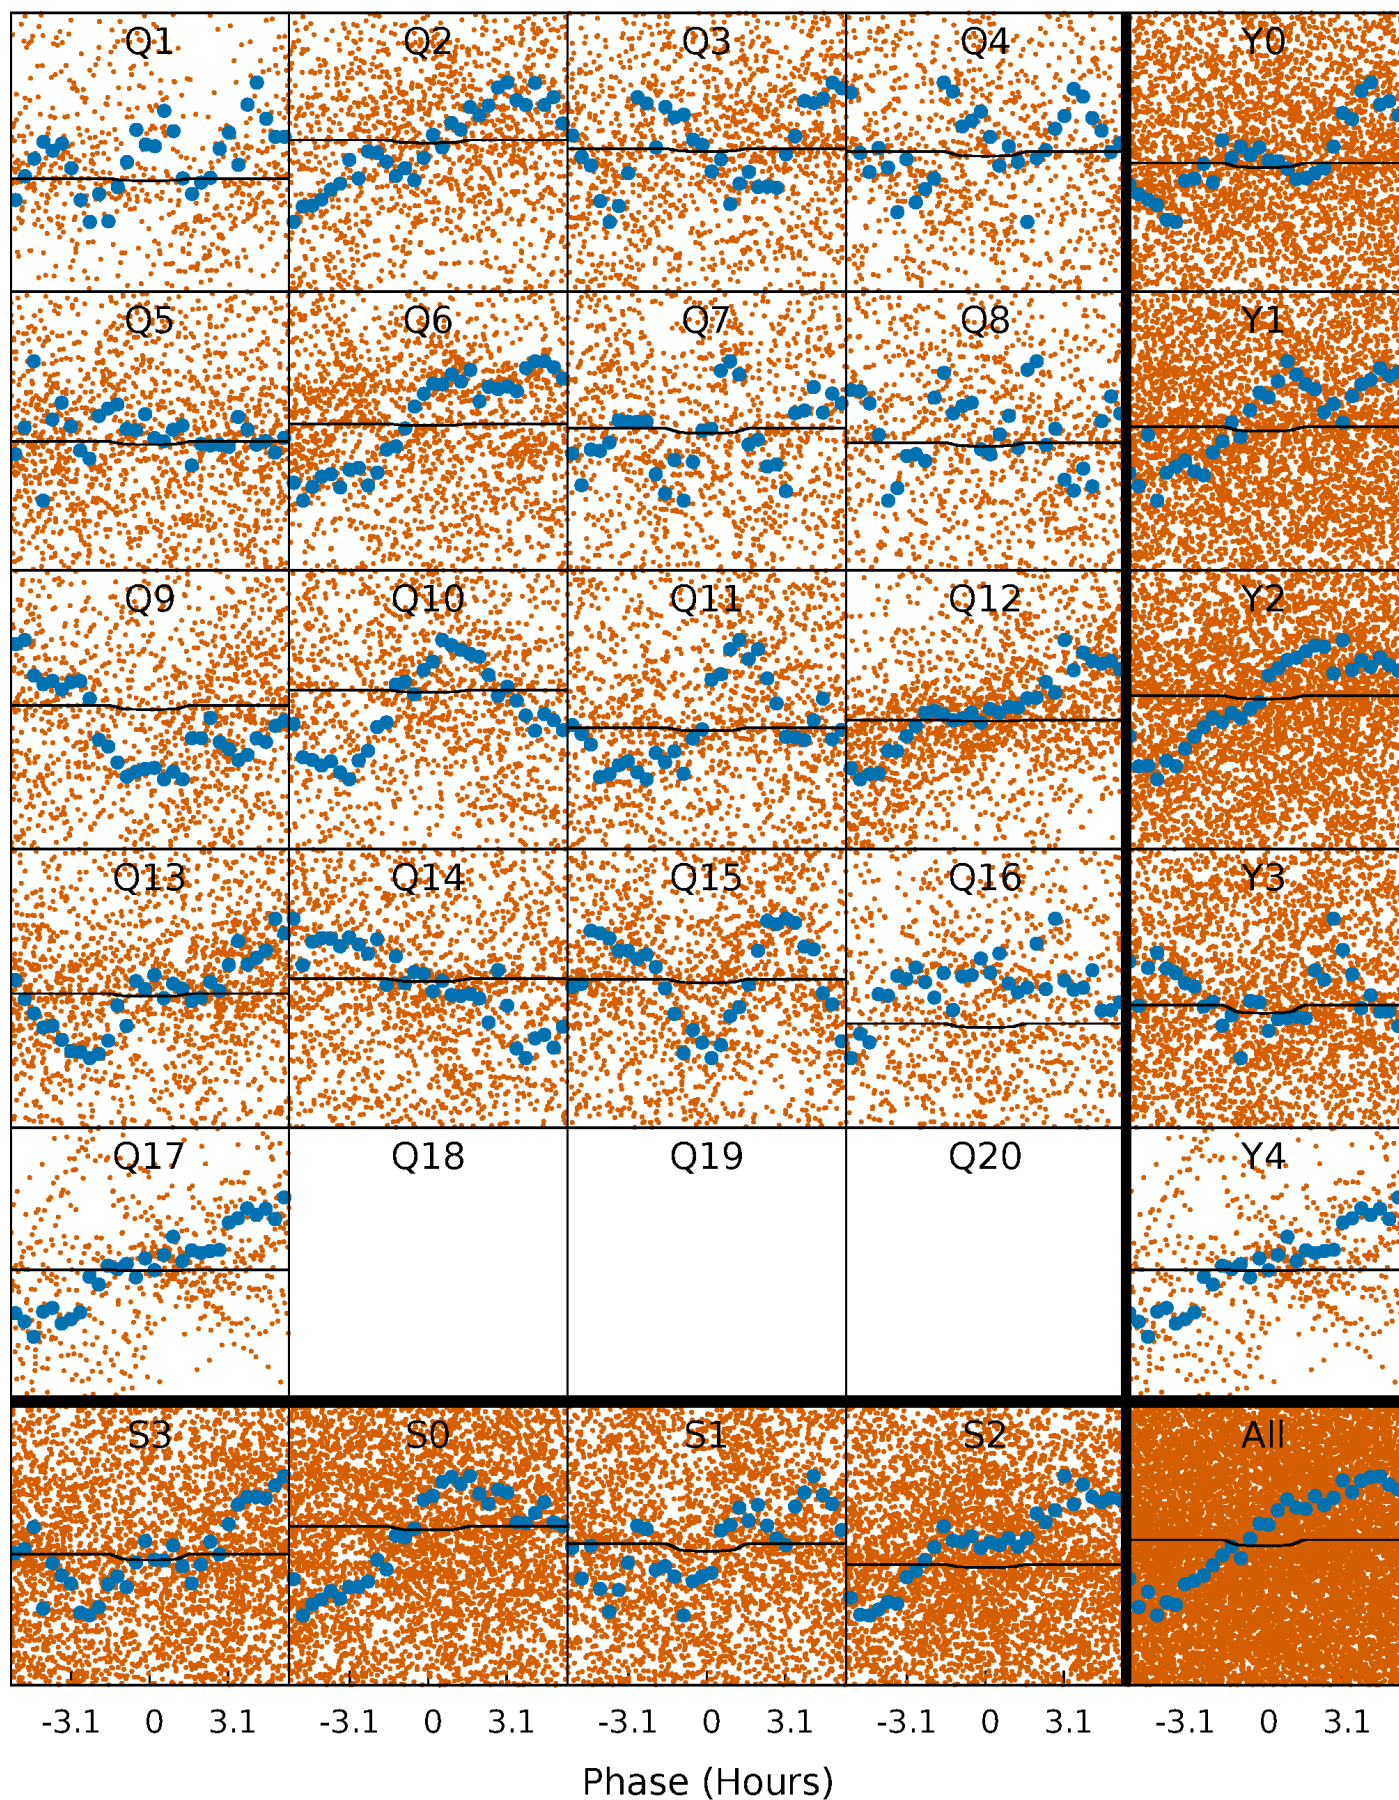 Q1 Q2 Q3 Q4 Y0
Q5 Q6 Q7 Q8 Y1
Q9 Q10 Q11 Q12 Y2
Q13 Q14 Q15 Q16 Y3
Q17 Q18 Q19 Q20 Y4
S3 S0 S1 S2 All
-3.1 0 3.1 -3.1 0 3.1 -3.1 0 3.1 -3.1 0 3.1 -3.1 0 3.1
Phase (Hours)